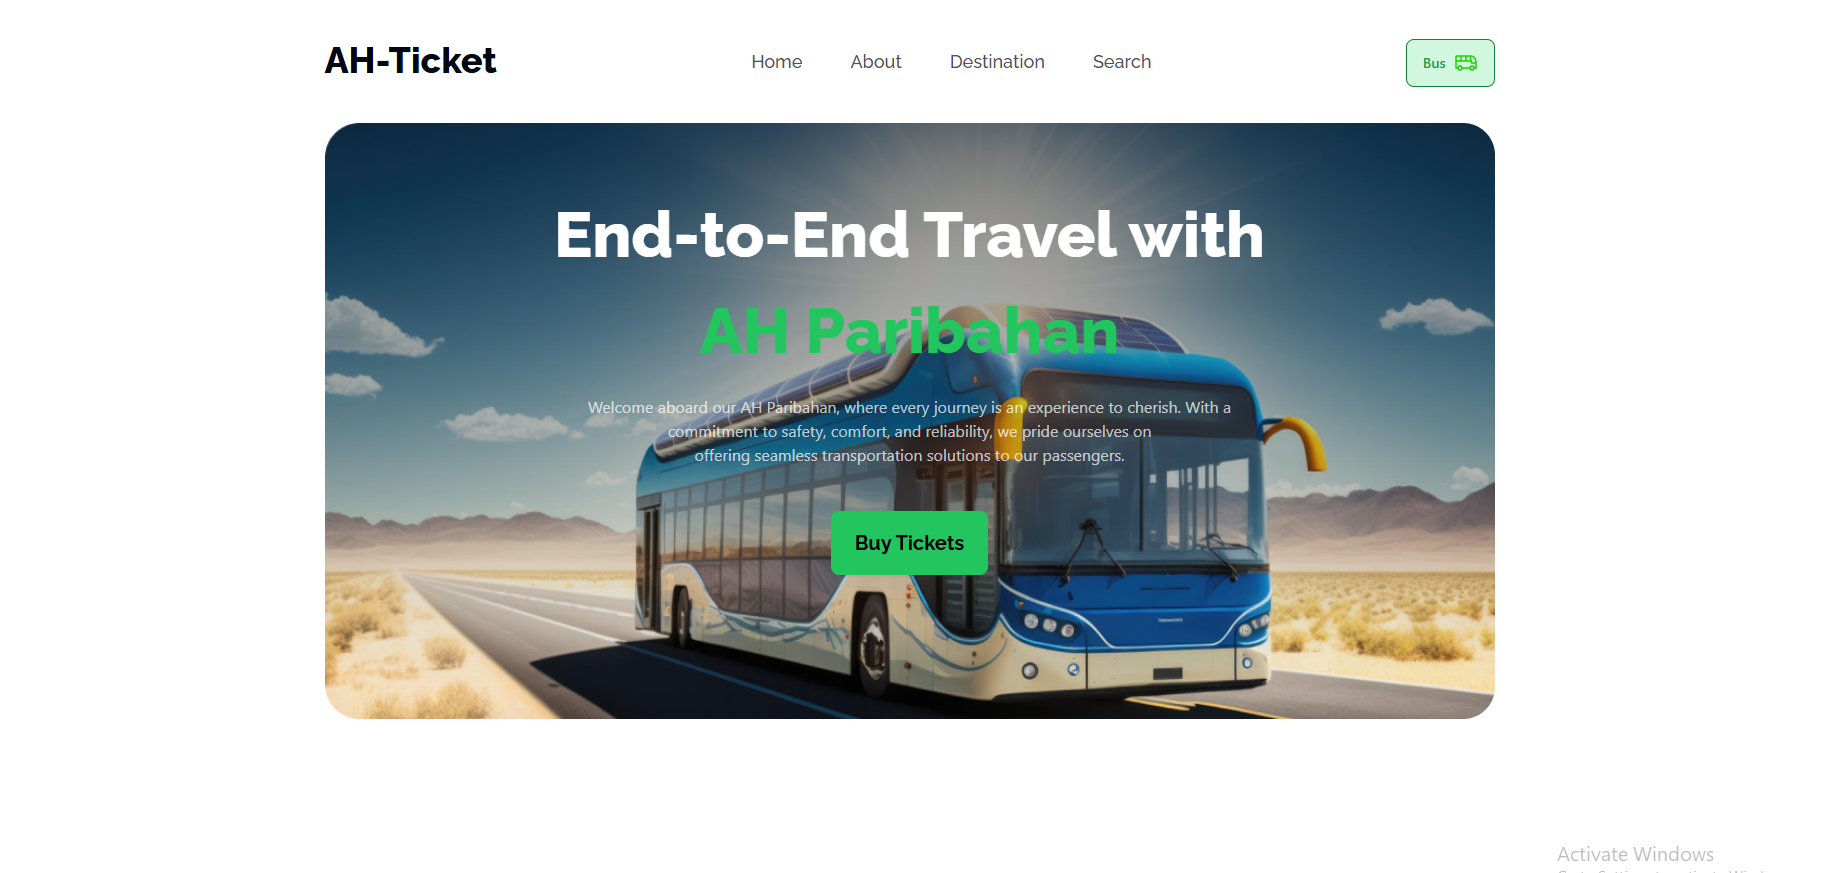 AH-Ticket
Home
About
Destination
Search
Bus
End-to-End Travel with
AH Paribahan
Welcome aboard our AH Paribahan, where every journey is an experience to cherish. With a
commitment to safety, comfort, and reliability, we pride ourselves on
offering seamless transportation solutions to our passengers.
Buy Tickets
Activate Windows